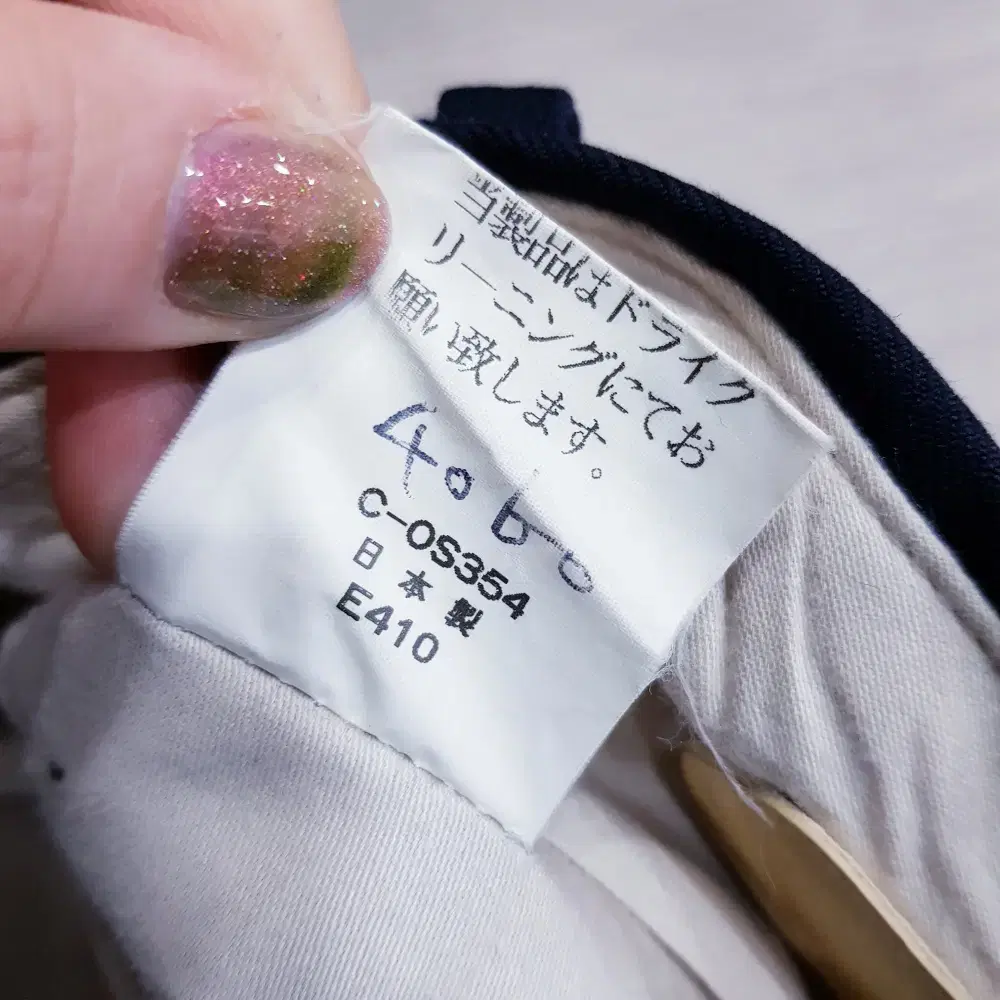 当製品はドライク
リーニングにてお
願い致します。
C-OS354
日本製
E410